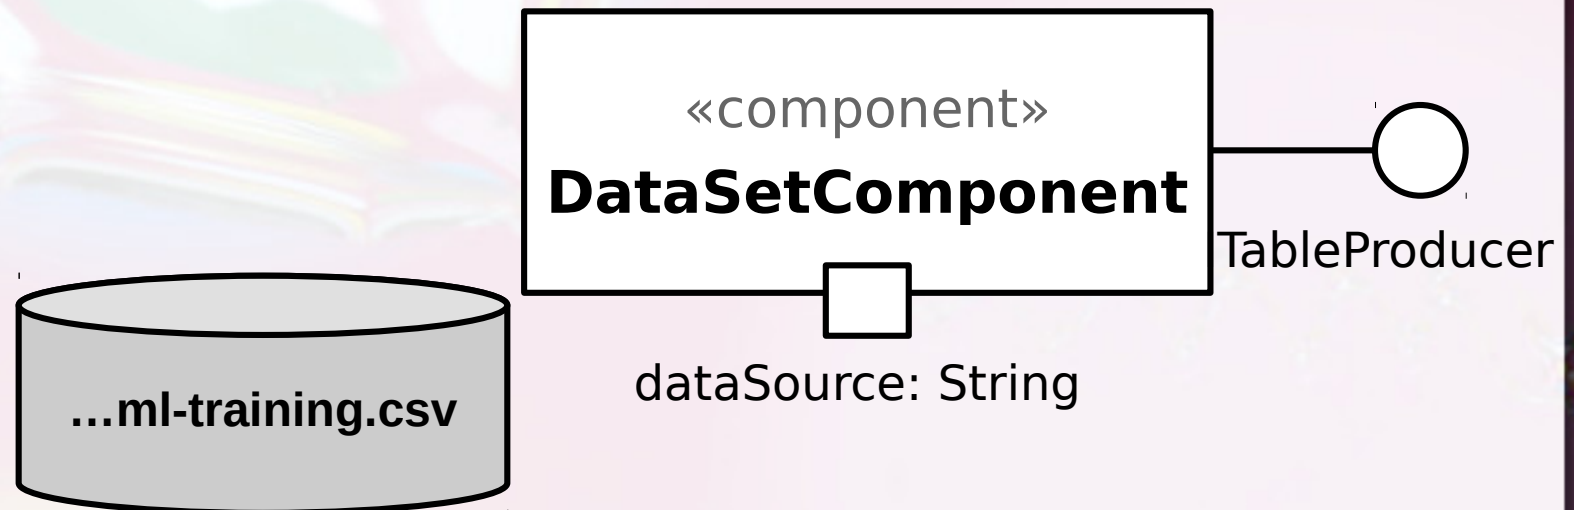 «component»
DataSetComponent
TableProducer
dataSource: String
...ml-training.csv